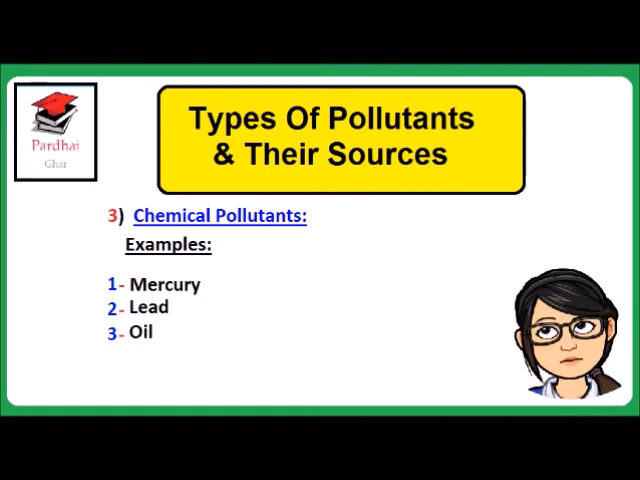 Pardhai
Ghar
Types Of Pollutants
& Their Sources
3) Chemical Pollutants:
Examples:
1- Mercury
2- Lead
3- Oil